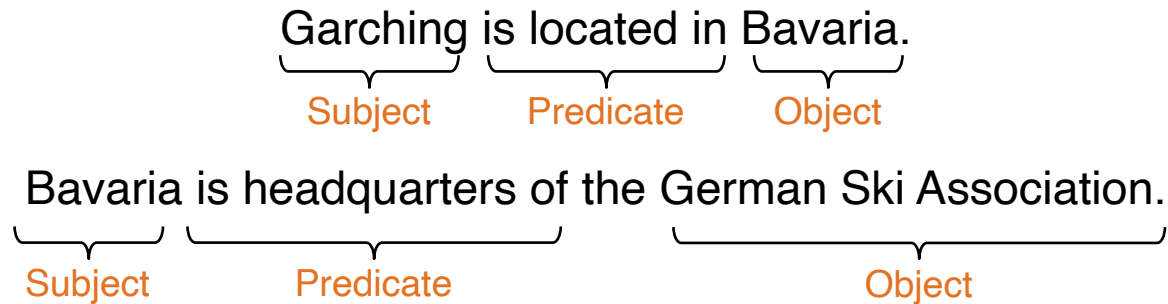 Garching is located in Bavaria.
Subject Predicate Object
Bavaria is headquarters of the German Ski Association.
Subject Predicate Object